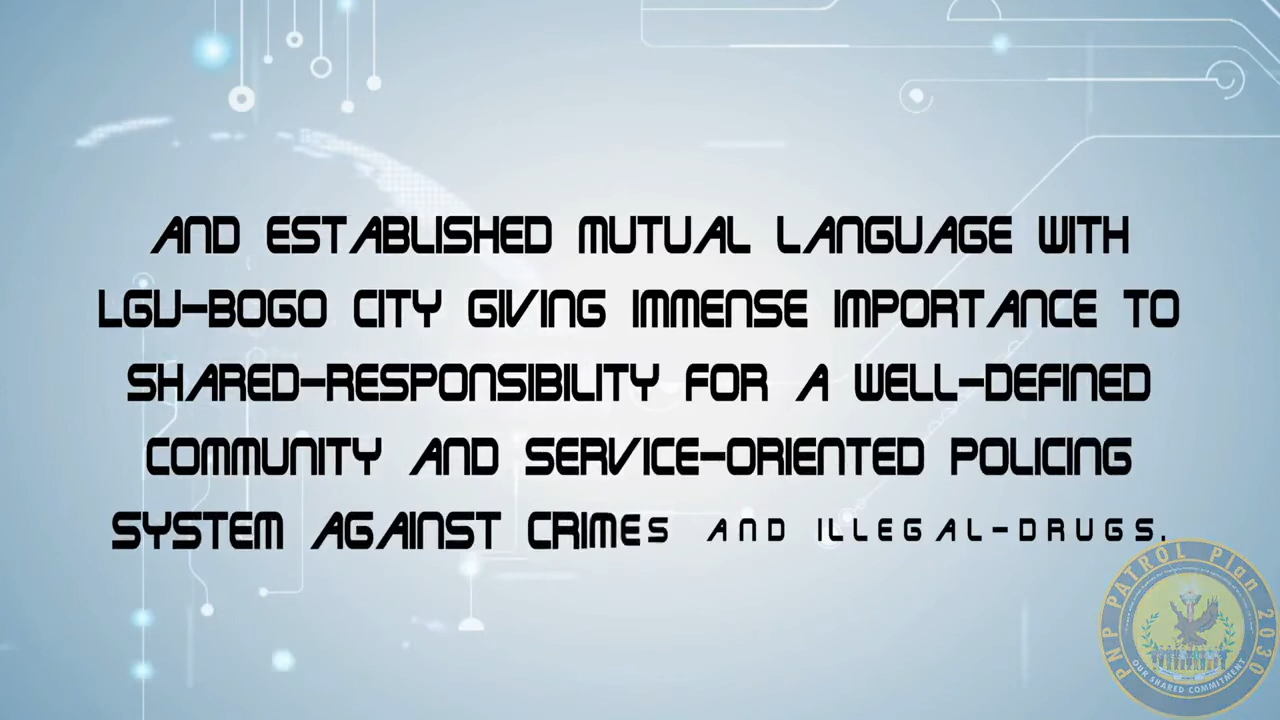 AND ESTABLISHED MUTUAL LANGUAGE WITH
LGU-BOGO CITY GIVING IMMENSE IMPORTANCE TO
SHARED-RESPONSIBILITY FOR A WELL-DEFINED
COMMUNITY AND SERVICE-ORIENTED POLICING
SYSTEM AGAINST CRIMES AND ILLEGAL-DRUGS.
PNP PATROL Plan 2030
OUR SHARED COMMITMENT